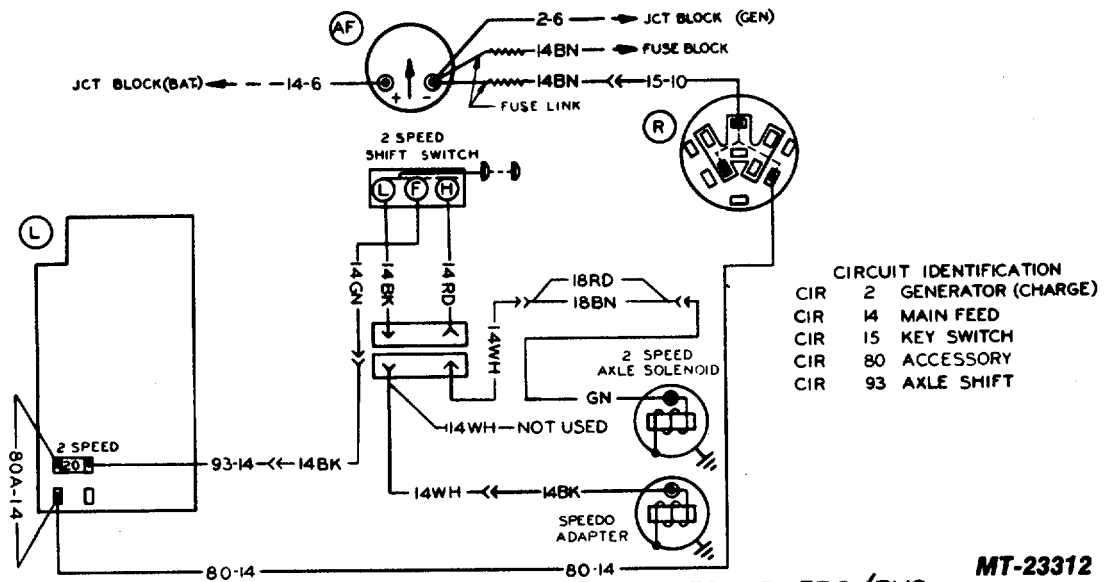 AF
2-6 JCT BLOCK (GEN)
14BN FUSE BLOCK
JCT BLOCK(BAT.) 14-6
+ -
14BN 15-10
FUSE LINK
R
2 SPEED
SHIFT SWITCH
L F H
L
14GN
14BK
14RD
18RD
18BN
14WH
CIRCUIT IDENTIFICATION
CIR 2 GENERATOR (CHARGE)
CIR 14 MAIN FEED
CIR 15 KEY SWITCH
CIR 80 ACCESSORY
CIR 93 AXLE SHIFT
2 SPEED
AXLE SOLENOID
GN
14WH NOT USED
2 SPEED
20
93-14 14BK
80A-14
14WH 14BK
SPEEDO
ADAPTER
80-14 80-14
MT-23312